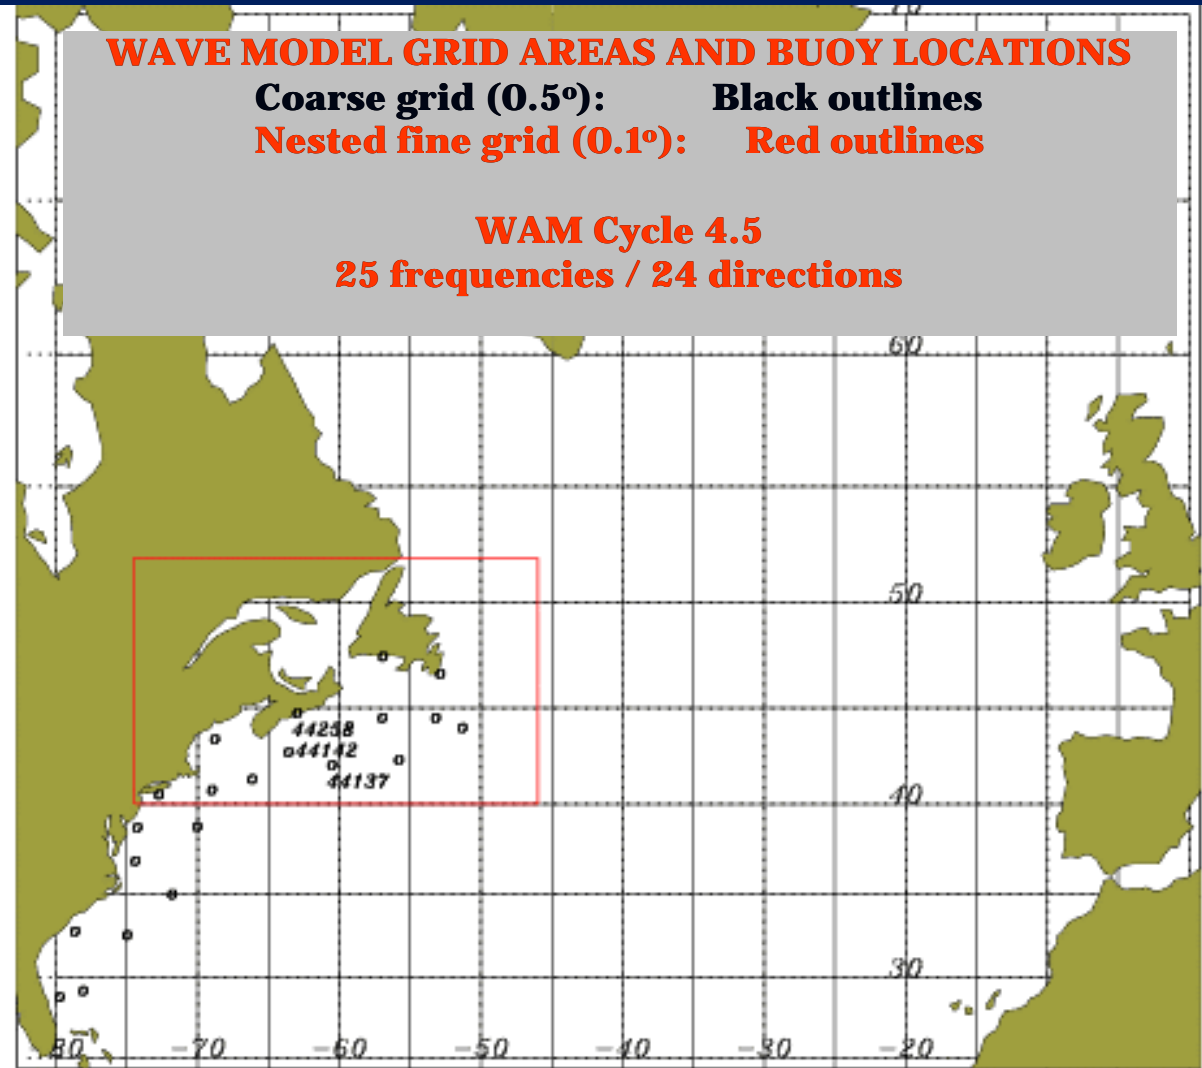 WAVE MODEL GRID AREAS AND BUOY LOCATIONS
Coarse grid (0.5º): Black outlines
Nested fine grid (0.1º): Red outlines
WAM Cycle 4.5
25 frequencies / 24 directions
60
50
44258
44142
44137
40
30
80 -70 -60 -50 -40 -30 -20